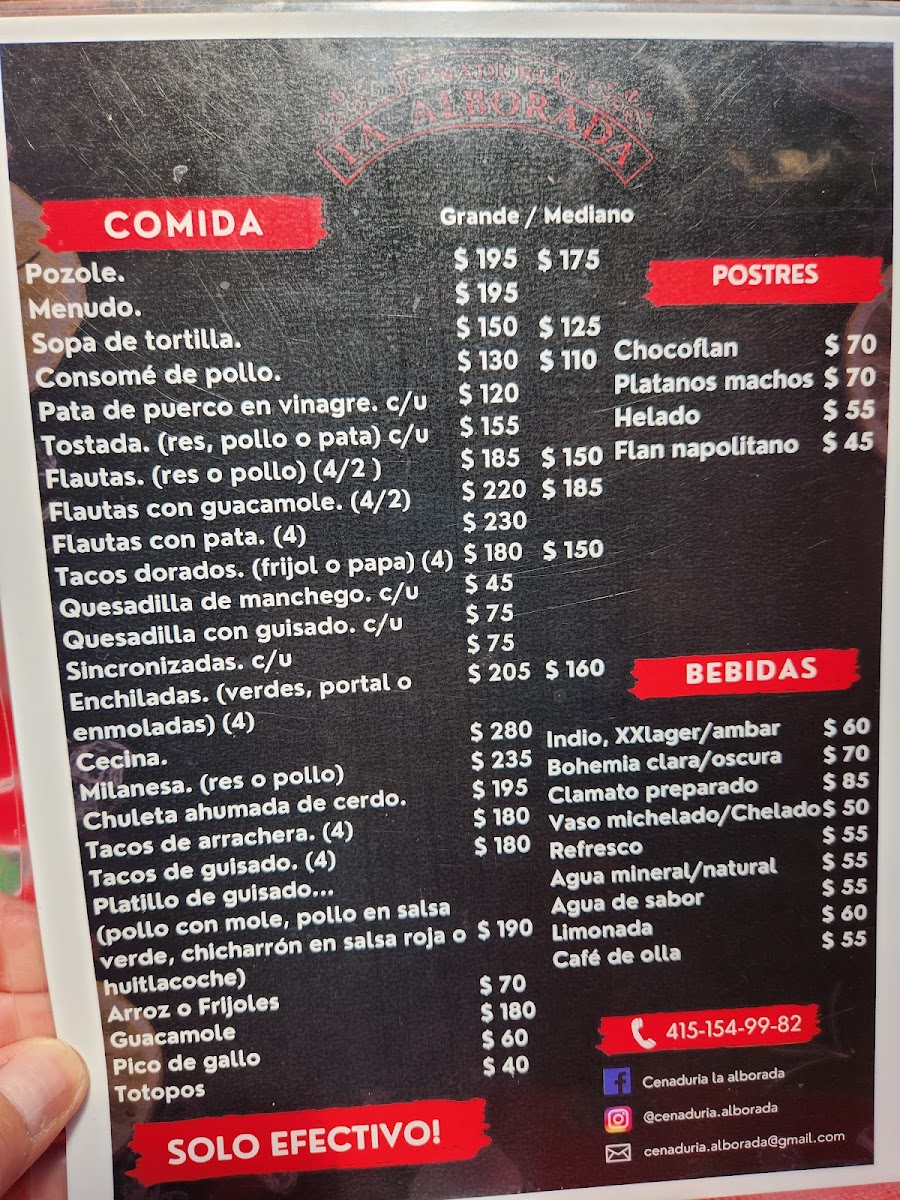 CENADURIA
LA ALBORADA
COMIDA
Grande / Mediano
Pozole. $ 195 $ 175
Menudo. $ 195
Sopa de tortilla. $ 150 $ 125
Consomé de pollo. $ 130 $ 110
Pata de puerco en vinagre. c/u $ 120
Tostada. (res, pollo o pata) c/u $ 155
Flautas. (res o pollo) (4/2 ) $ 185 $ 150
Flautas con guacamole. (4/2) $ 220 $ 185
Flautas con pata. (4) $ 230
Tacos dorados. (frijol o papa) (4) $ 180 $ 150
Quesadilla de manchego. c/u $ 45
Quesadilla con guisado. c/u $ 75
Sincronizadas. c/u $ 75
Enchiladas. (verdes, portal o $ 205 $ 160
enmoladas) (4)
Cecina. $ 280
Milanesa. (res o pollo) $ 235
Chuleta ahumada de cerdo. $ 195
Tacos de arrachera. (4) $ 180
Tacos de guisado. (4) $ 180
Platillo de guisado...
(pollo con mole, pollo en salsa
verde, chicharrón en salsa roja o $ 190
huitlacoche)
Arroz o Frijoles $ 70
Guacamole $ 180
Pico de gallo $ 60
Totopos $ 40
SOLO EFECTIVO!
POSTRES
Chocoflan $ 70
Platanos machos $ 70
Helado $ 55
Flan napolitano $ 45
BEBIDAS
Indio, XXlager/ambar $ 60
Bohemia clara/oscura $ 70
Clamato preparado $ 85
Vaso michelado/Chelado $ 50
Refresco $ 55
Agua mineral/natural $ 55
Agua de sabor $ 55
Limonada $ 60
Café de olla $ 55
415-154-99-82
Cenaduria la alborada
@cenaduria.alborada
cenaduria.alborada@gmail.com